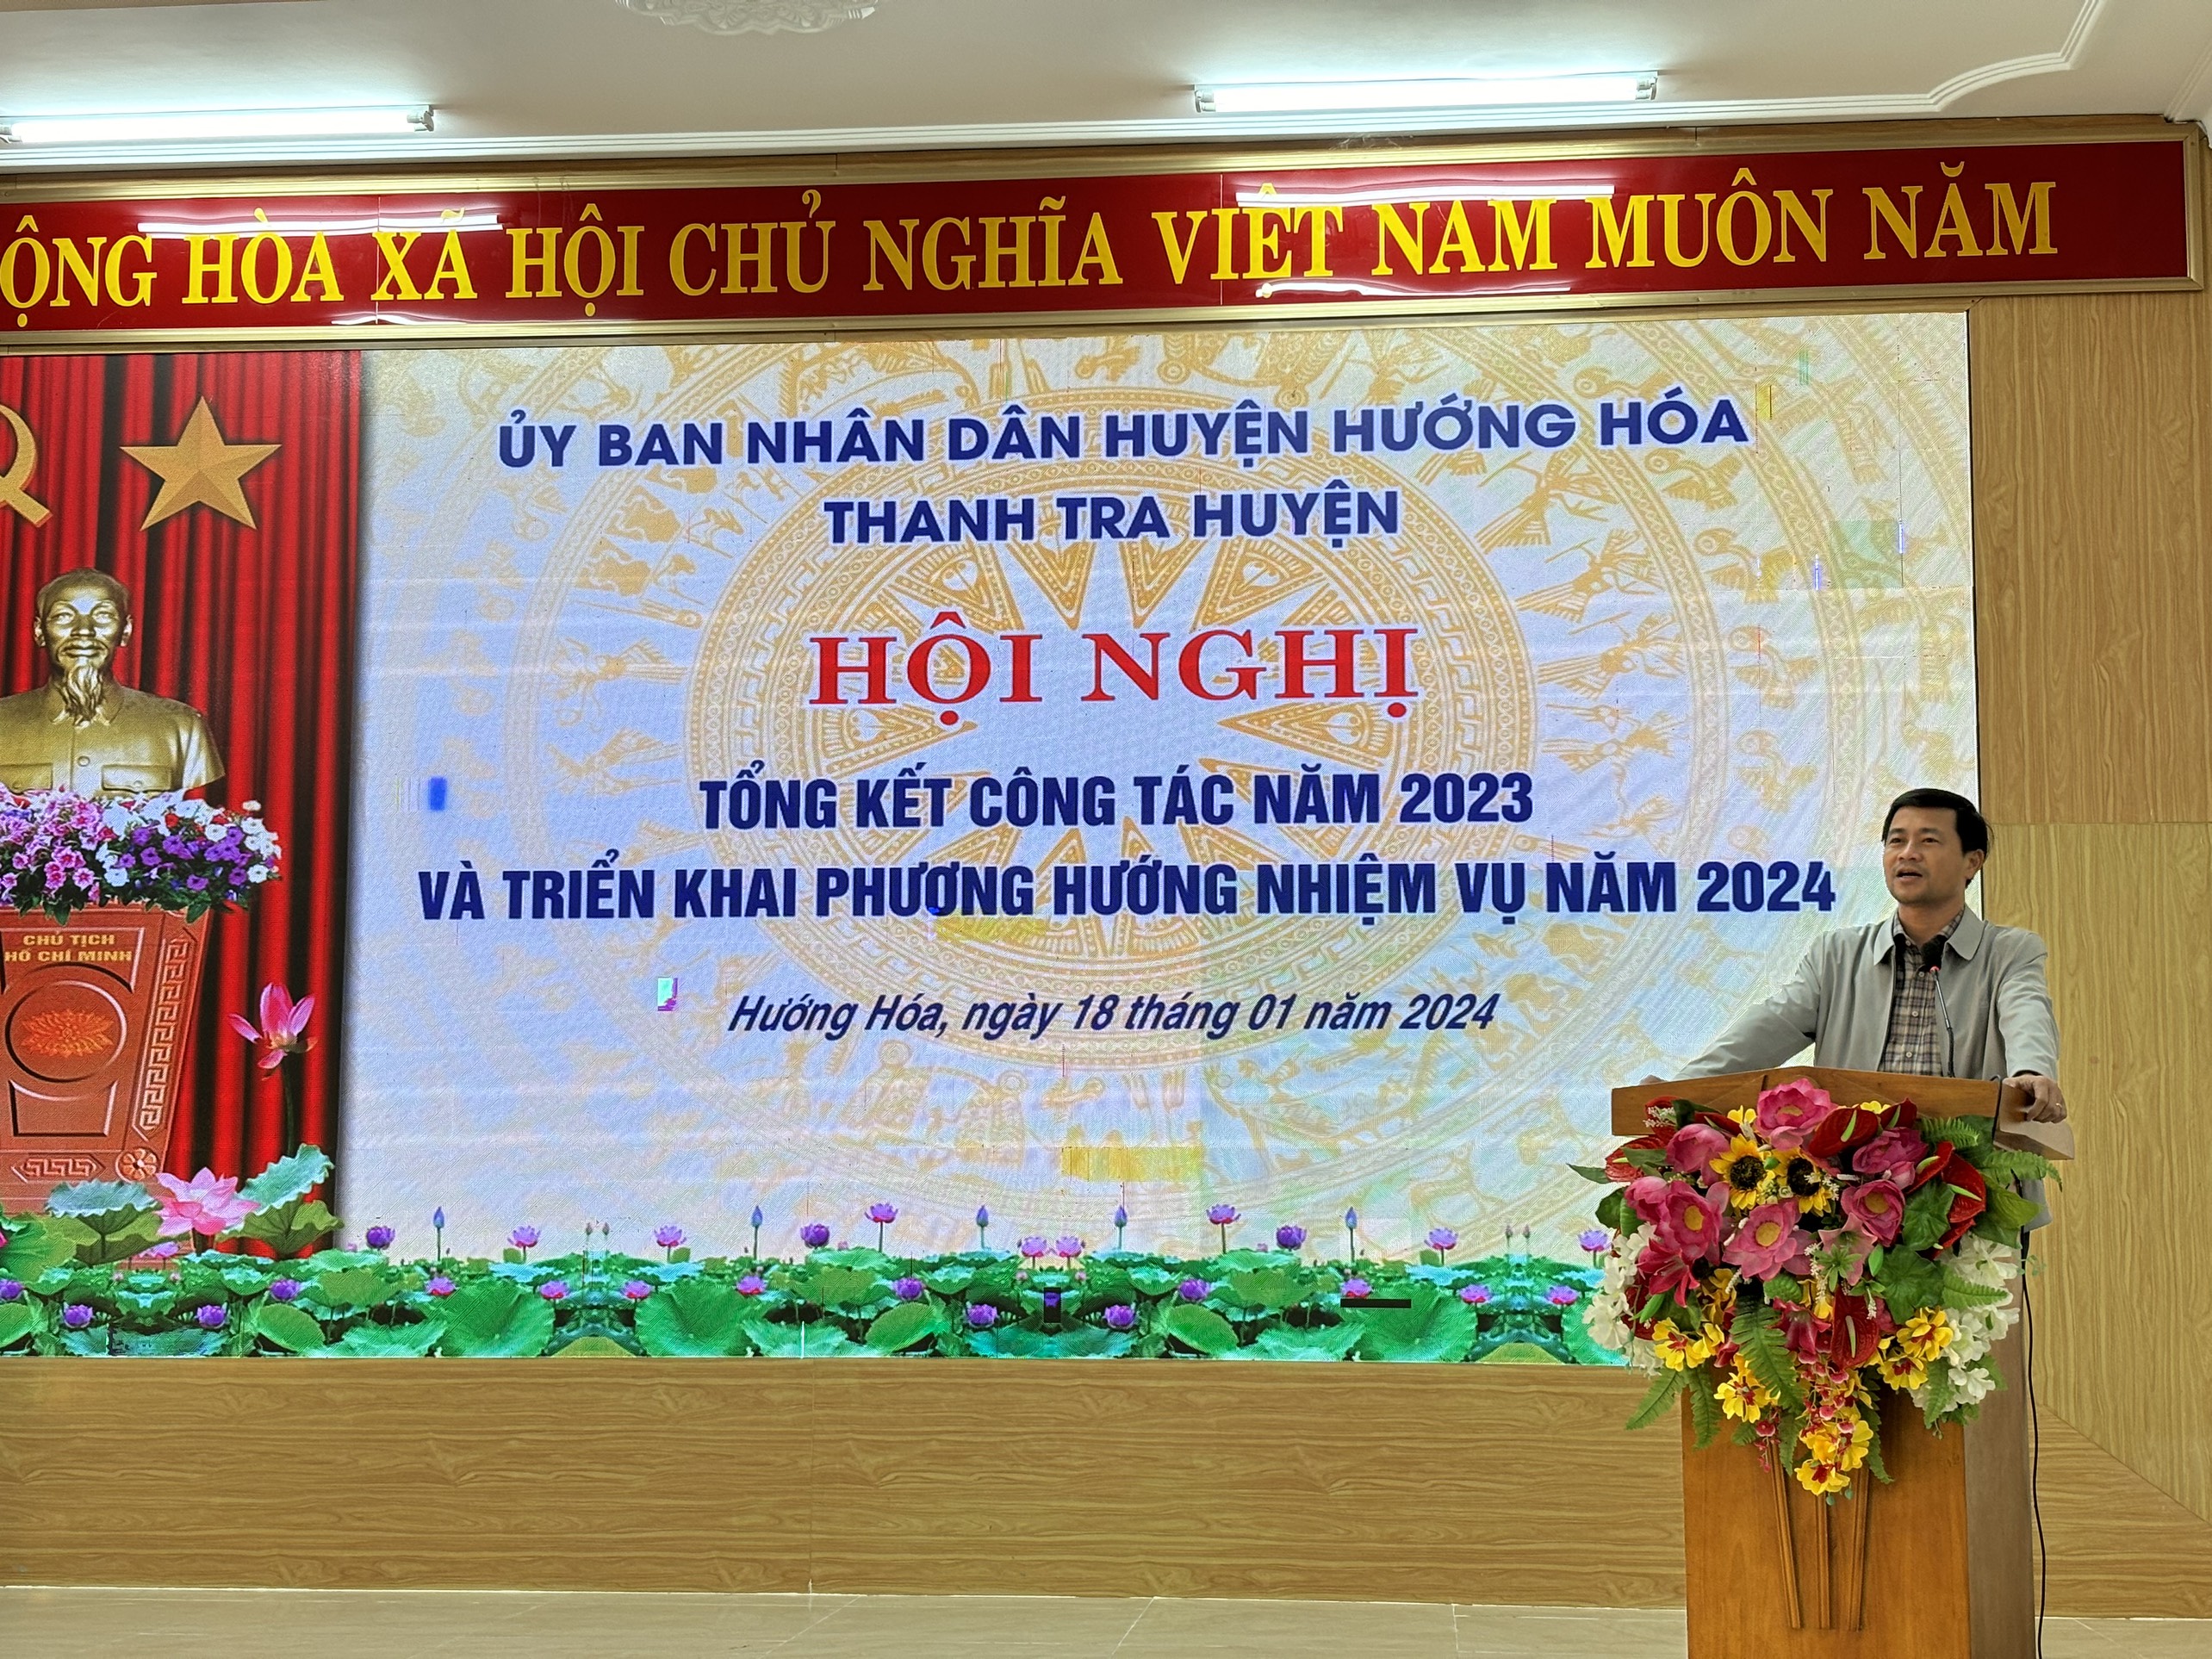 ỘNG HÒA XÃ HỘI CHỦ NGHĨA VIỆT NAM MUÔN NĂM
ỦY BAN NHÂN DÂN HUYỆN HƯỚNG HÓA
THANH TRA HUYỆN
HỘI NGHỊ
TỔNG KẾT CÔNG TÁC NĂM 2023
VÀ TRIỂN KHAI PHƯƠNG HƯỚNG NHIỆM VỤ NĂM 2024
Hướng Hóa, ngày 18 tháng 01 năm 2024
CHỦ TỊCH
HỒ CHÍ MINH